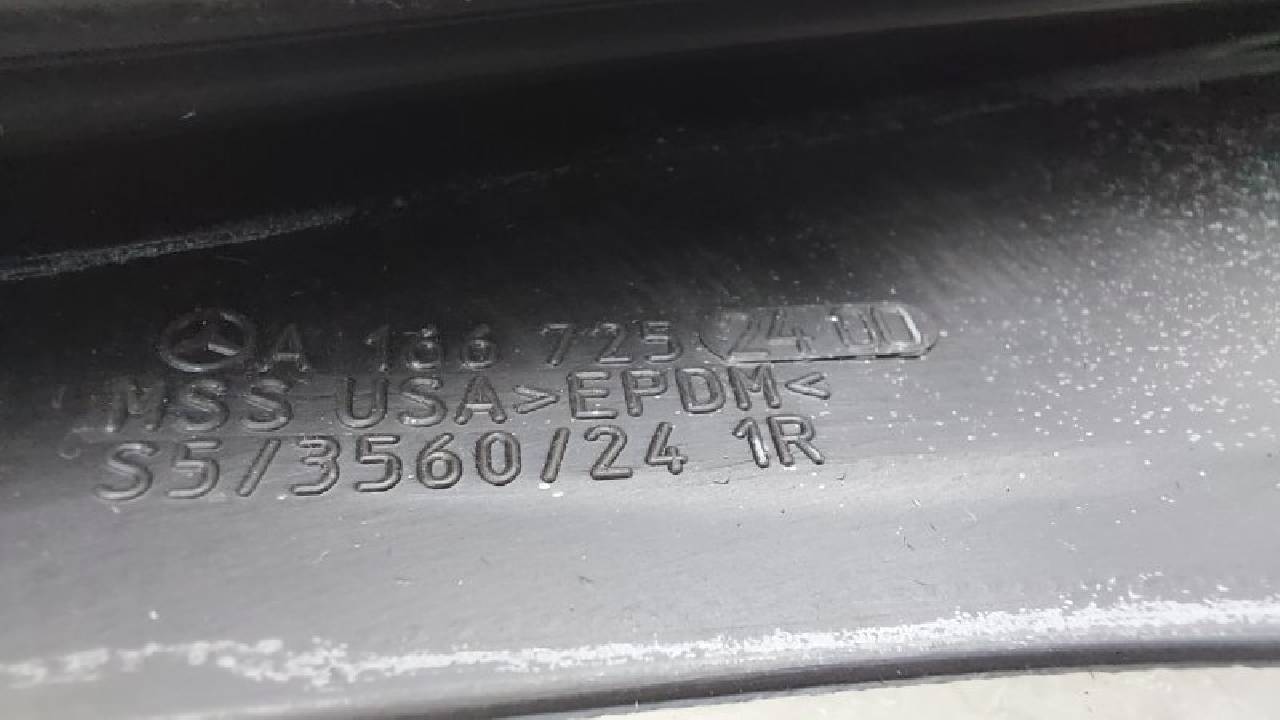 A 166 725 24 00
MSS USA>EPDM<
S5/3560/24 1R